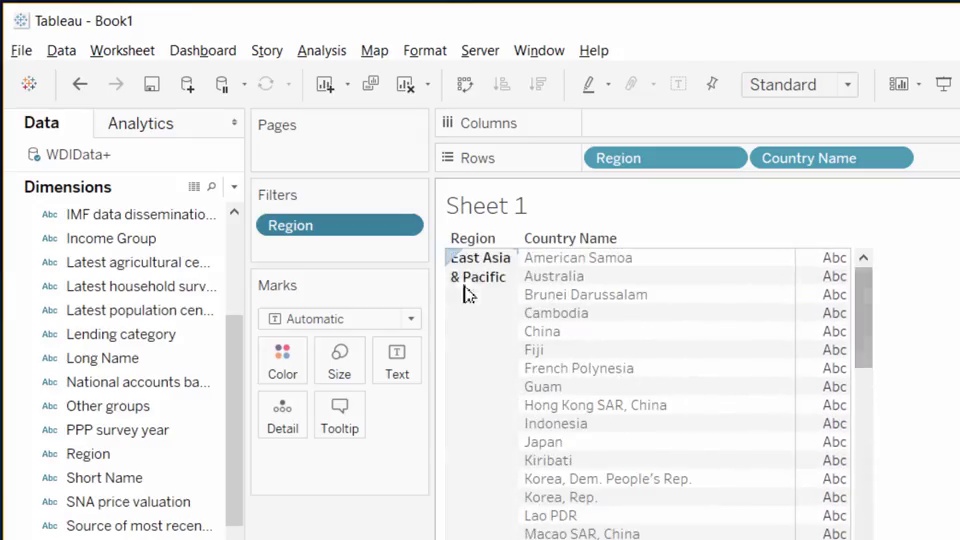 Tableau - Book1
File Data Worksheet Dashboard Story Analysis Map Format Server Window Help
Standard
Data Analytics
WDIData+
Dimensions
Abc IMF data disseminatio...
Abc Income Group
Abc Latest agricultural ce...
Abc Latest household surv...
Abc Latest population cen...
Abc Lending category
Abc Long Name
Abc National accounts ba...
Abc Other groups
Abc PPP survey year
Abc Region
Abc Short Name
Abc SNA price valuation
Abc Source of most recen...
Pages
Filters
Region
Marks
Automatic
Color Size Text
Detail Tooltip
Columns
Rows Region Country Name
Sheet 1
Region Country Name
East Asia American Samoa Abc
& Pacific Australia Abc
Brunei Darussalam Abc
Cambodia Abc
China Abc
Fiji Abc
French Polynesia Abc
Guam Abc
Hong Kong SAR, China Abc
Indonesia Abc
Japan Abc
Kiribati Abc
Korea, Dem. People's Rep. Abc
Korea, Rep. Abc
Lao PDR Abc
Macao SAR, China Abc